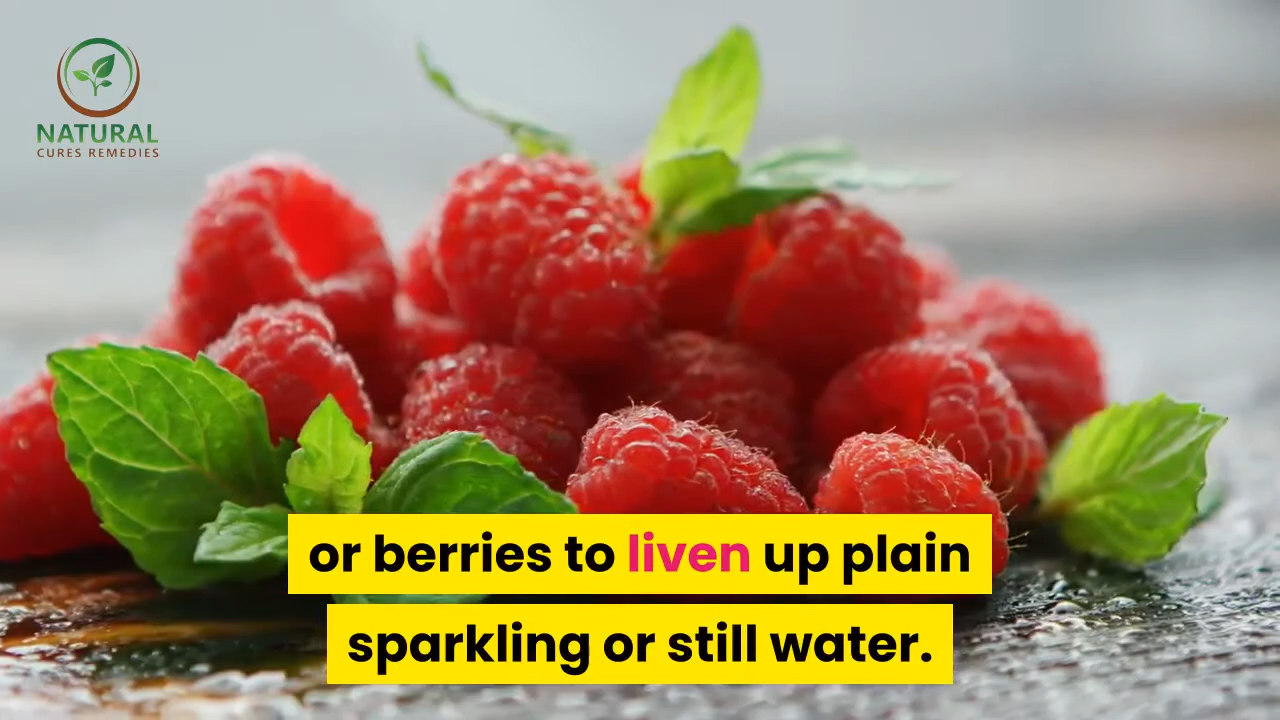 NATURAL
CURES REMEDIES
or berries to liven up plain
sparkling or still water.